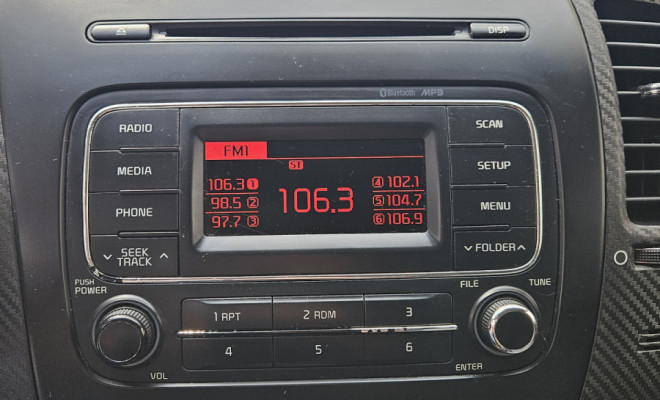 DISP
Bluetooth MP3
RADIO
MEDIA
PHONE
SEEK
TRACK
FM1
ST
106.3 1
98.5 2
97.7 3
106.3
4 102.1
5 104.7
6 106.9
SCAN
SETUP
MENU
FOLDER
PUSH
POWER
VOL
1 RPT
2 RDM
3
4
5
6
FILE
TUNE
ENTER